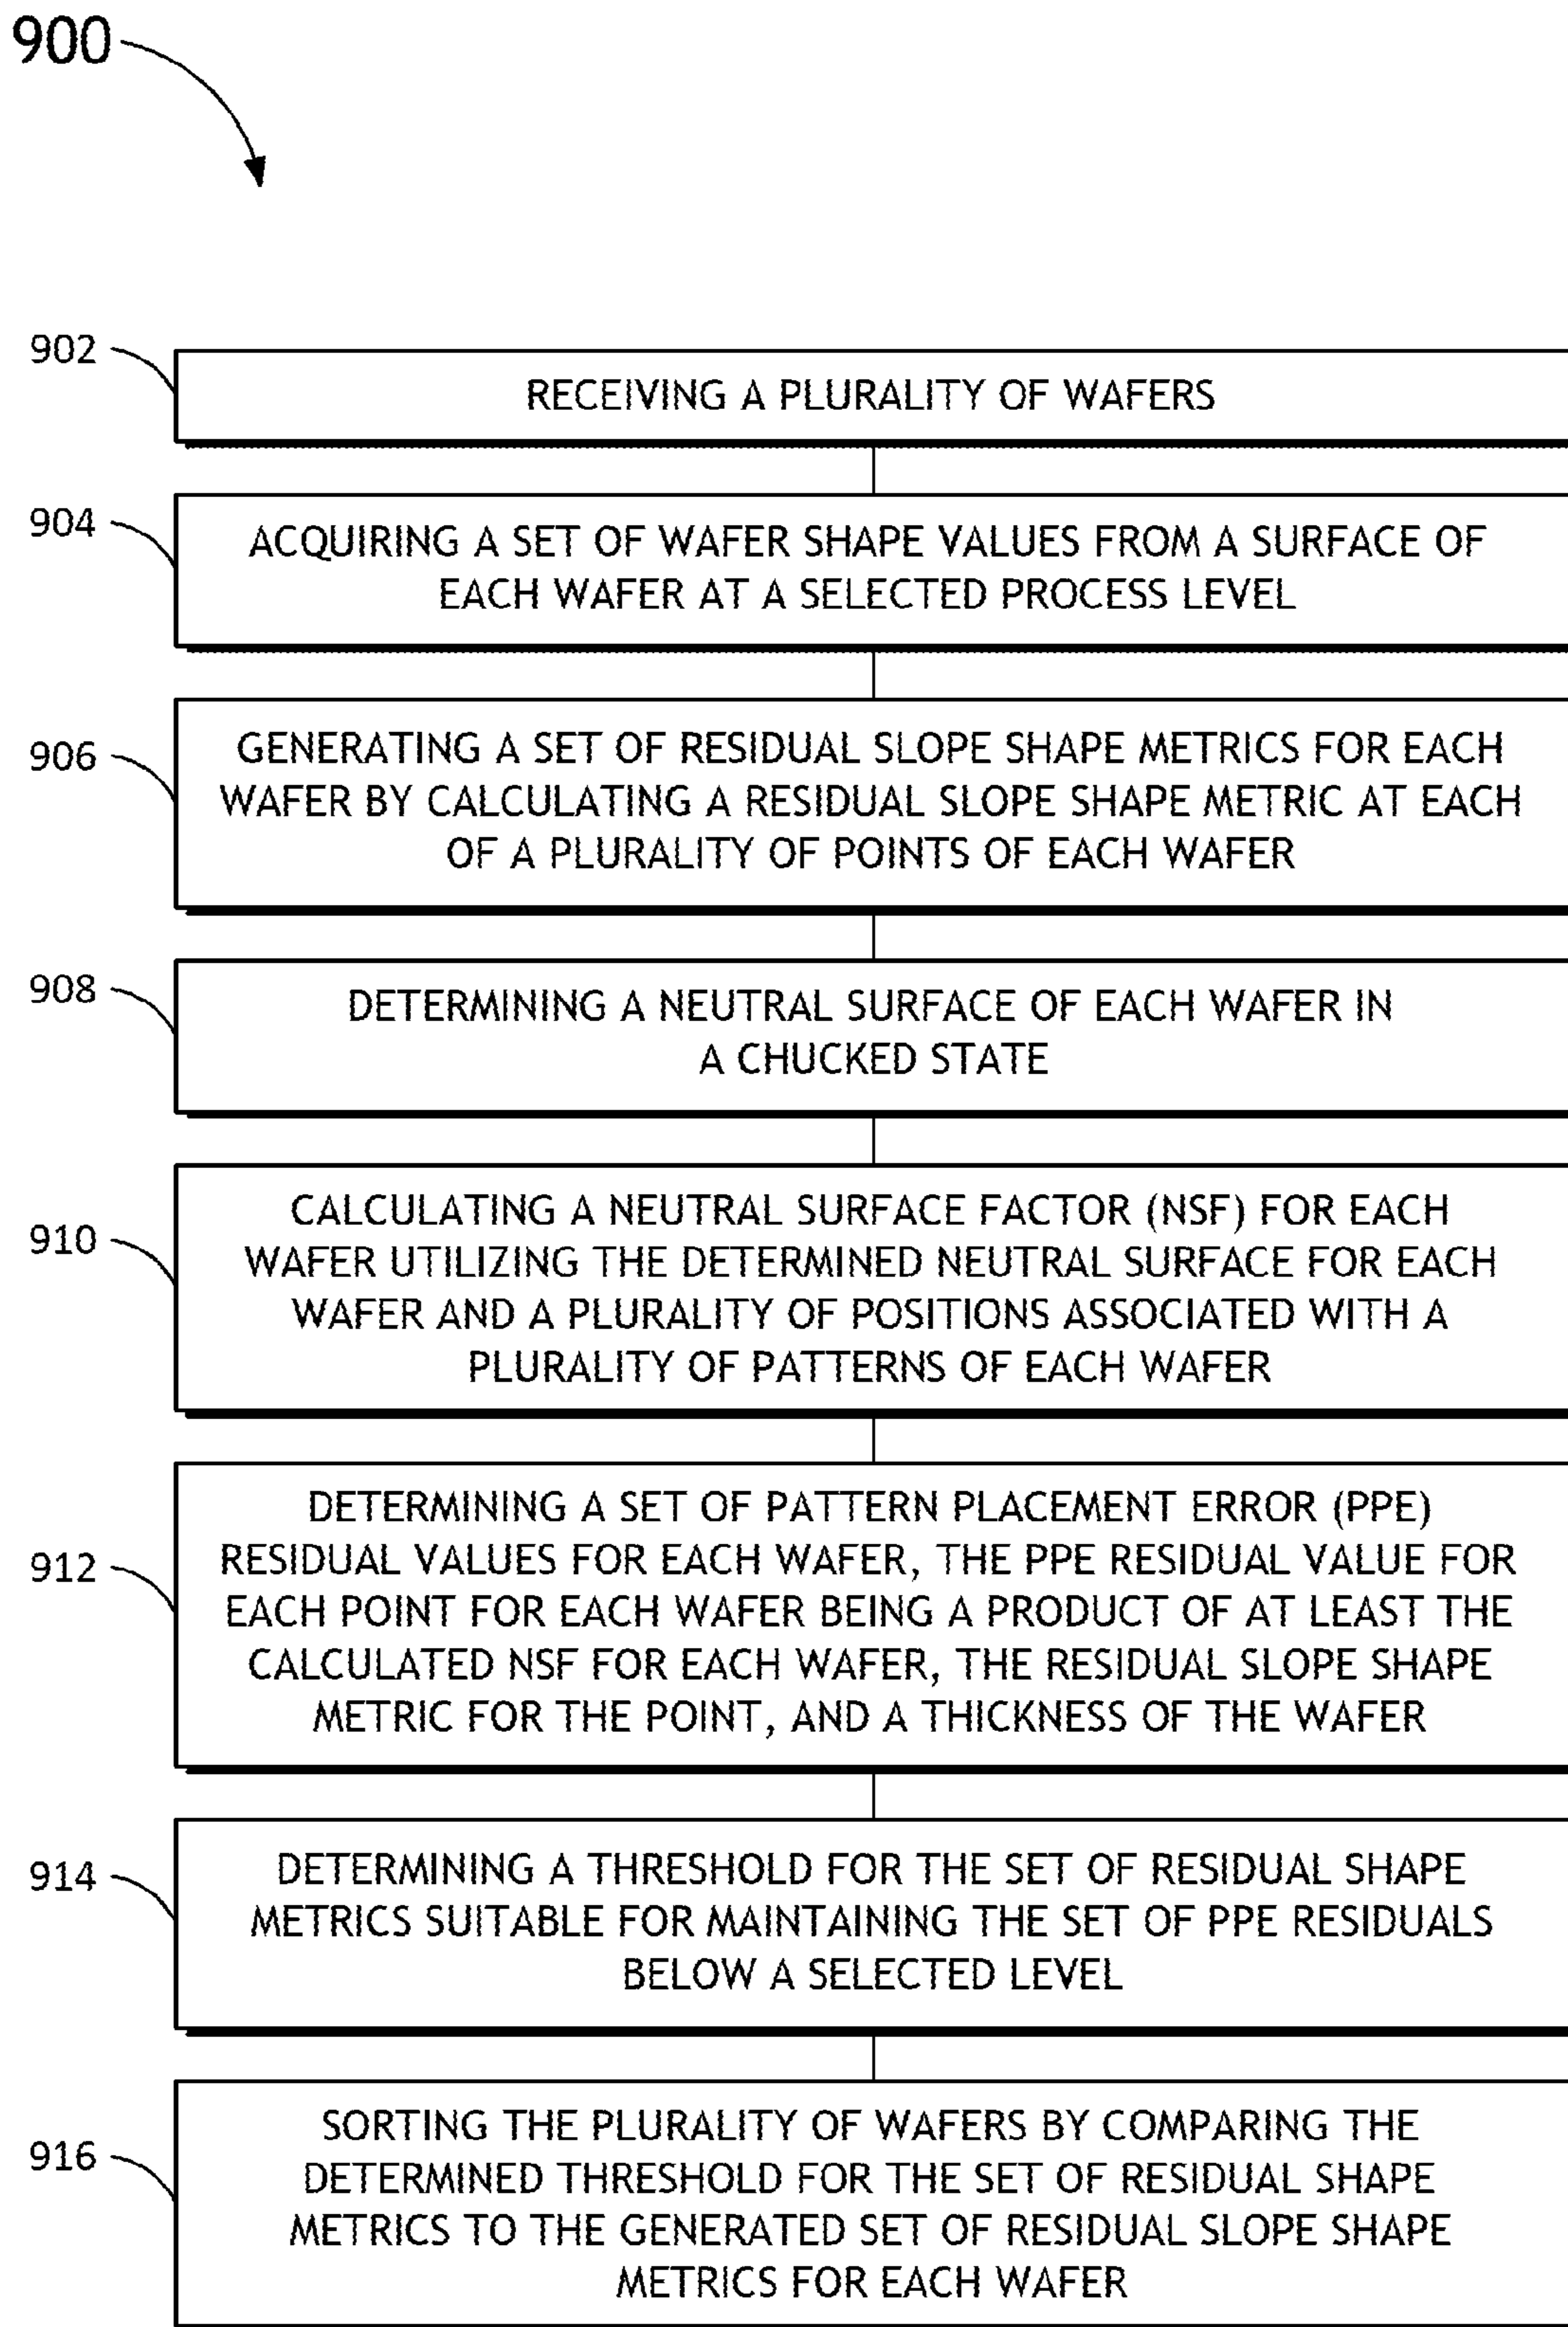 900
902
RECEIVING A PLURALITY OF WAFERS
904
ACQUIRING A SET OF WAFER SHAPE VALUES FROM A SURFACE OF
EACH WAFER AT A SELECTED PROCESS LEVEL
906
GENERATING A SET OF RESIDUAL SLOPE SHAPE METRICS FOR EACH
WAFER BY CALCULATING A RESIDUAL SLOPE SHAPE METRIC AT EACH
OF A PLURALITY OF POINTS OF EACH WAFER
908
DETERMINING A NEUTRAL SURFACE OF EACH WAFER IN
A CHUCKED STATE
910
CALCULATING A NEUTRAL SURFACE FACTOR (NSF) FOR EACH
WAFER UTILIZING THE DETERMINED NEUTRAL SURFACE FOR EACH
WAFER AND A PLURALITY OF POSITIONS ASSOCIATED WITH A
PLURALITY OF PATTERNS OF EACH WAFER
912
DETERMINING A SET OF PATTERN PLACEMENT ERROR (PPE)
RESIDUAL VALUES FOR EACH WAFER, THE PPE RESIDUAL VALUE FOR
EACH POINT FOR EACH WAFER BEING A PRODUCT OF AT LEAST THE
CALCULATED NSF FOR EACH WAFER, THE RESIDUAL SLOPE SHAPE
METRIC FOR THE POINT, AND A THICKNESS OF THE WAFER
914
DETERMINING A THRESHOLD FOR THE SET OF RESIDUAL SHAPE
METRICS SUITABLE FOR MAINTAINING THE SET OF PPE RESIDUALS
BELOW A SELECTED LEVEL
916
SORTING THE PLURALITY OF WAFERS BY COMPARING THE
DETERMINED THRESHOLD FOR THE SET OF RESIDUAL SHAPE
METRICS TO THE GENERATED SET OF RESIDUAL SLOPE SHAPE
METRICS FOR EACH WAFER